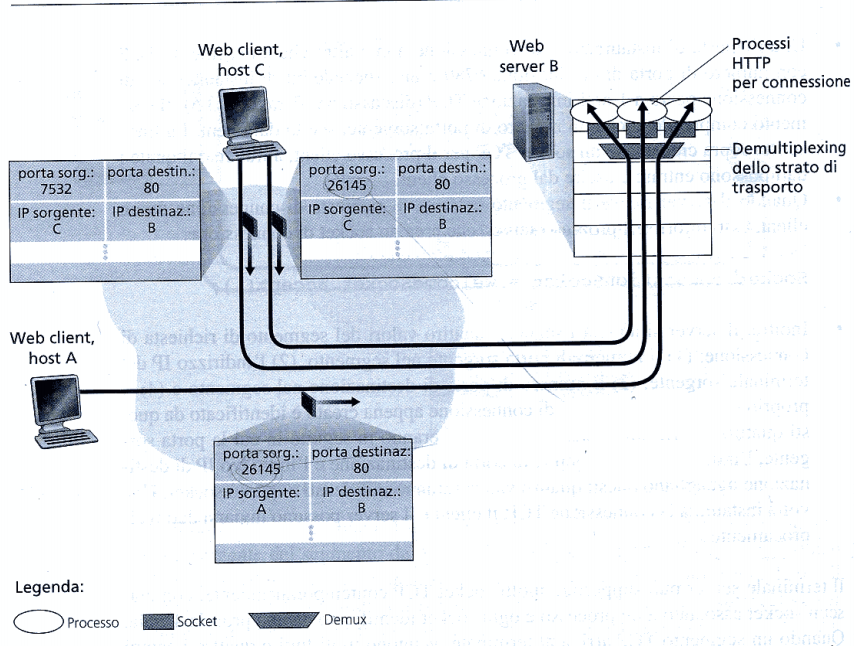 Web client,
host C
Web
server B
Processi
HTTP
per connessione
Demultiplexing
dello strato di
trasporto
porta sorg.:
7532
porta destin.:
80
IP sorgente:
C
IP destinaz.:
B
porta sorg.:
26145
porta destin.:
80
IP sorgente:
C
IP destinaz.:
B
Web client,
host A
porta sorg.:
26145
porta destinaz:
80
IP sorgente:
A
IP destinaz.:
B
Legenda:
Processo
Socket
Demux